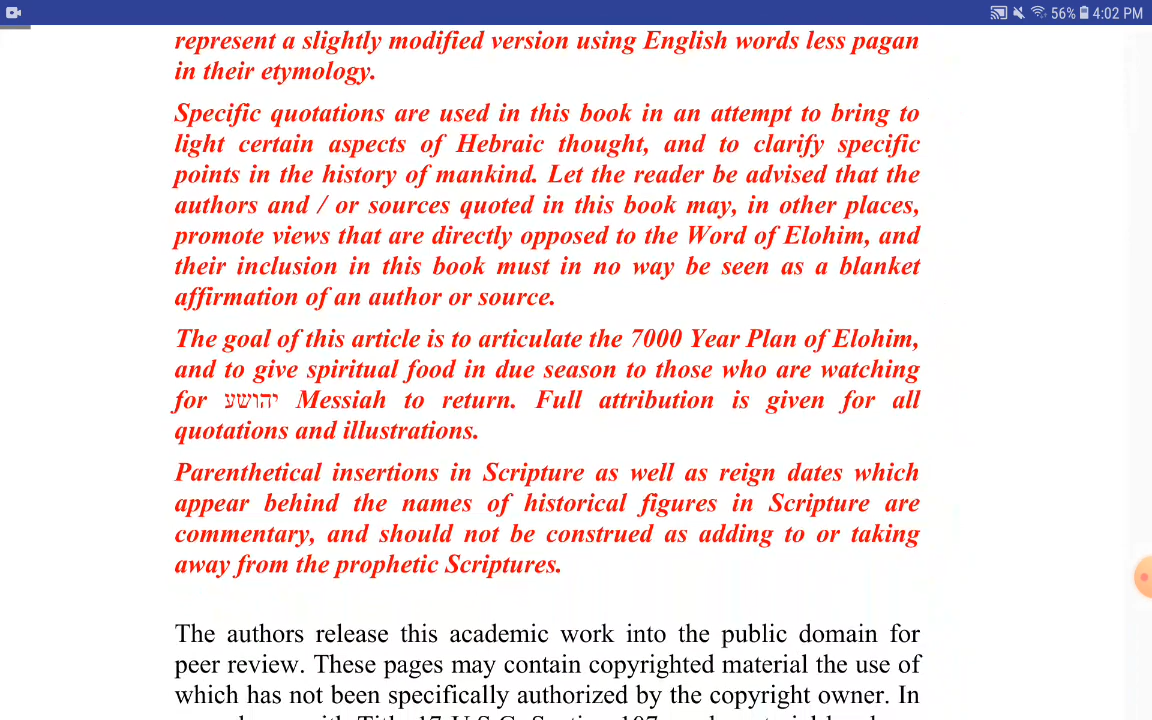 56% 4:02 PM
represent a slightly modified version using English words less pagan
in their etymology.
Specific quotations are used in this book in an attempt to bring to
light certain aspects of Hebraic thought, and to clarify specific
points in the history of mankind. Let the reader be advised that the
authors and / or sources quoted in this book may, in other places,
promote views that are directly opposed to the Word of Elohim, and
their inclusion in this book must in no way be seen as a blanket
affirmation of an author or source.
The goal of this article is to articulate the 7000 Year Plan of Elohim,
and to give spiritual food in due season to those who are watching
for יהושע Messiah to return. Full attribution is given for all
quotations and illustrations.
Parenthetical insertions in Scripture as well as reign dates which
appear behind the names of historical figures in Scripture are
commentary, and should not be construed as adding to or taking
away from the prophetic Scriptures.
The authors release this academic work into the public domain for
peer review. These pages may contain copyrighted material the use of
which has not been specifically authorized by the copyright owner. In